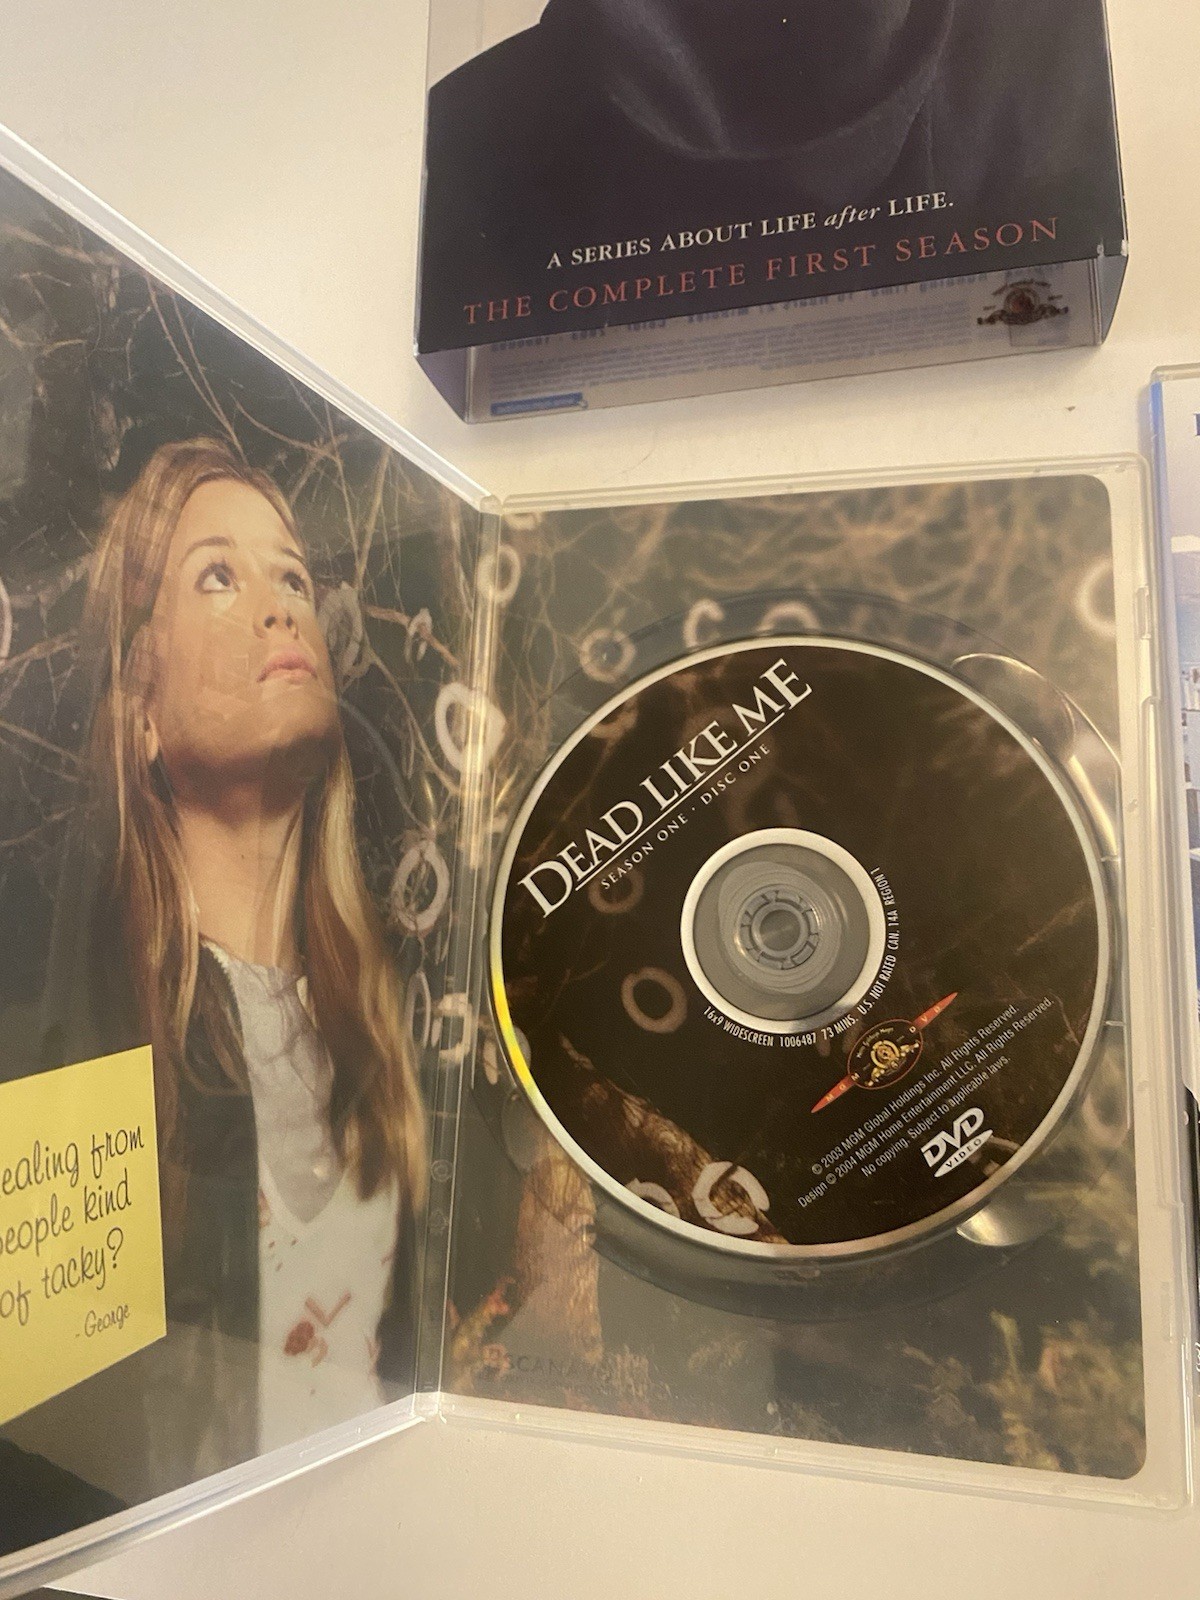 A SERIES ABOUT LIFE after LIFE.
THE COMPLETE FIRST SEASON
DEAD LIKE ME
SEASON ONE · DISC ONE
16x9 WIDESCREEN 1006487 73 MINS. U.S. NOT RATED CAN. 14A REGION 1
MGM DVD
© 2003 MGM Global Holdings Inc. All Rights Reserved.
Design © 2004 MGM Home Entertainment LLC. All Rights Reserved.
No copying. Subject to applicable laws.
DVD
VIDEO
ealing from
people kind
of tacky?
- George